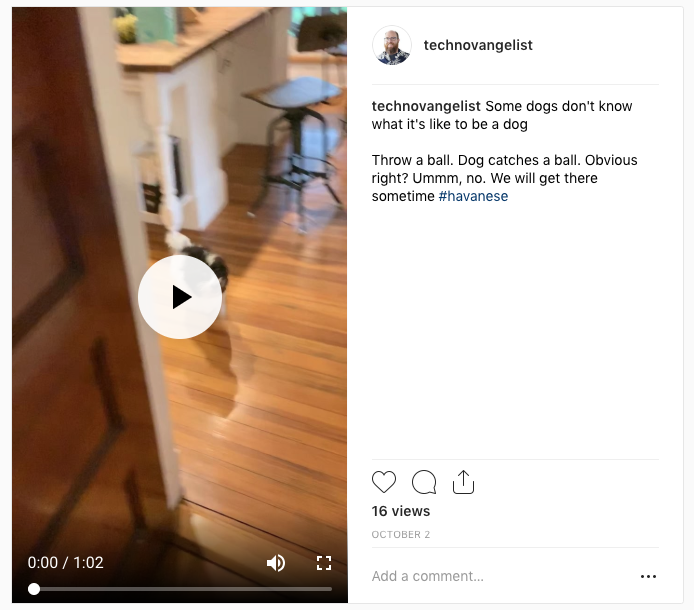 technovangelist
technovangelist Some dogs don't know
what it's like to be a dog
Throw a ball. Dog catches a ball. Obvious
right? Ummm, no. We will get there
sometime #havanese
16 views
OCTOBER 2
0:00 / 1:02
Add a comment...